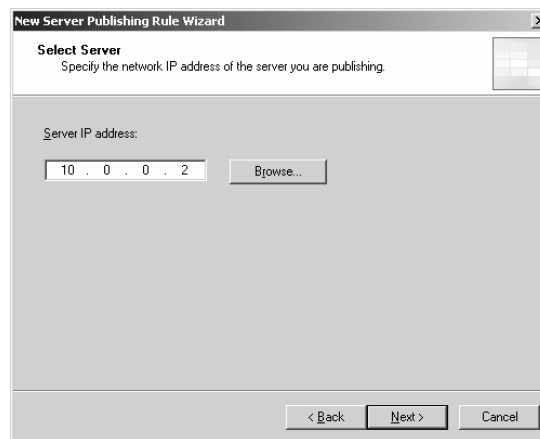 New Server Publishing Rule Wizard
Select Server
Specify the network IP address of the server you are publishing.
Server IP address:
10 . 0 . 0 . 2
Browse...
< Back
Next >
Cancel